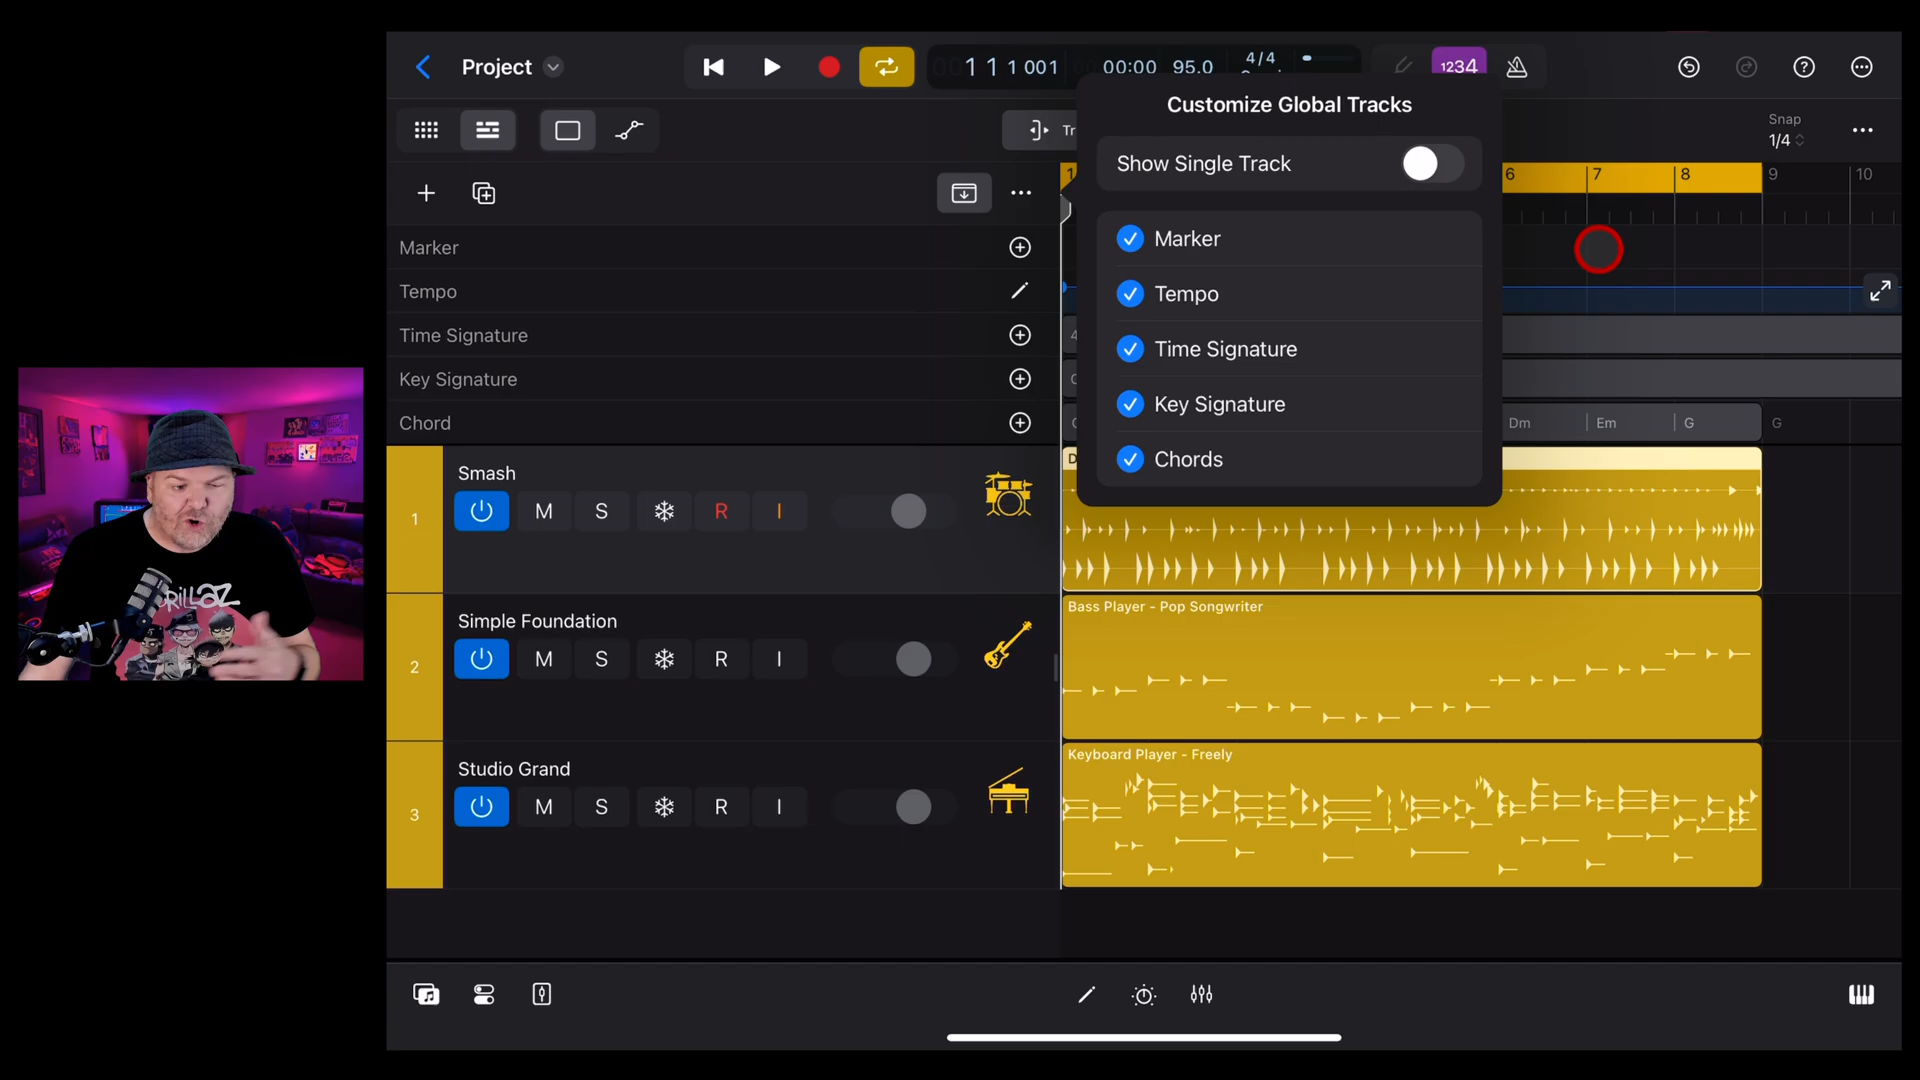 Project
1 1 1 001
00:00
95.0
4/4
1234
Customize Global Tracks
Show Single Track
Marker
Tempo
Time Signature
Key Signature
Chords
Snap
1/4
Tr
1
6
7
8
9
10
Marker
Tempo
Time Signature
4
Key Signature
C
Chord
C
Dm
Em
G
G
1
Smash
M
S
R
I
D
2
Simple Foundation
M
S
R
I
Bass Player - Pop Songwriter
3
Studio Grand
M
S
R
I
Keyboard Player - Freely